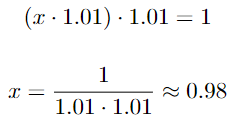 (x · 1.01) · 1.01 = 1
x = 1 / (1.01 · 1.01) ≈ 0.98